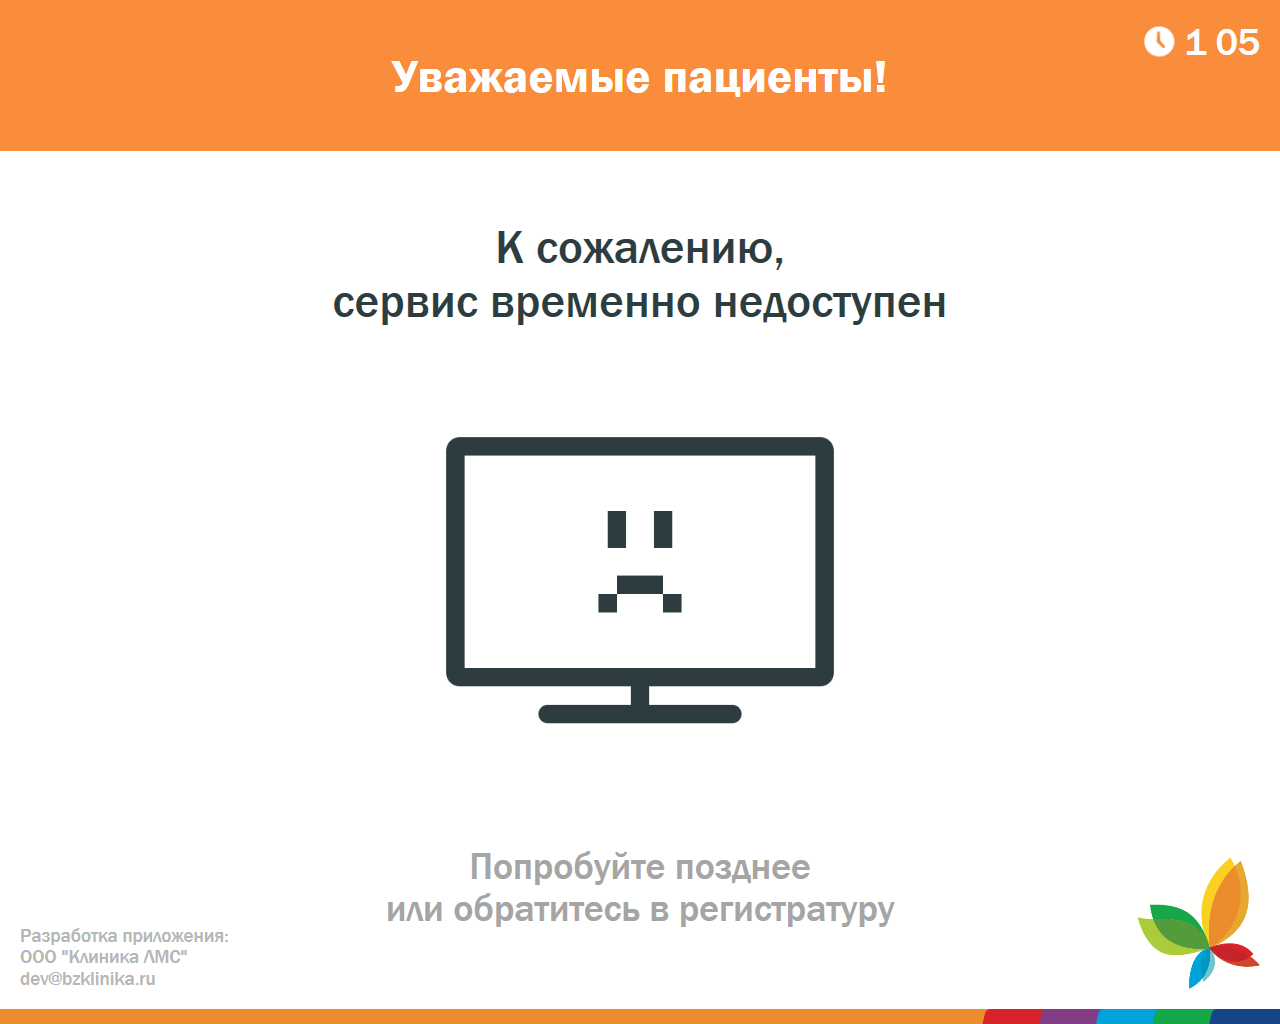 1 05
Уважаемые пациенты!
К сожалению,
сервис временно недоступен
Попробуйте позднее
или обратитесь в регистратуру
Разработка приложения:
ООО "Клиника ЛМС"
dev@bzklinika.ru